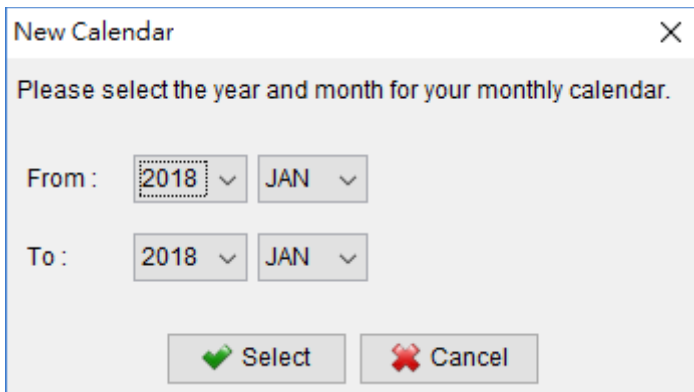 New Calendar
Please select the year and month for your monthly calendar.
From : 2018 JAN
To : 2018 JAN
Select Cancel